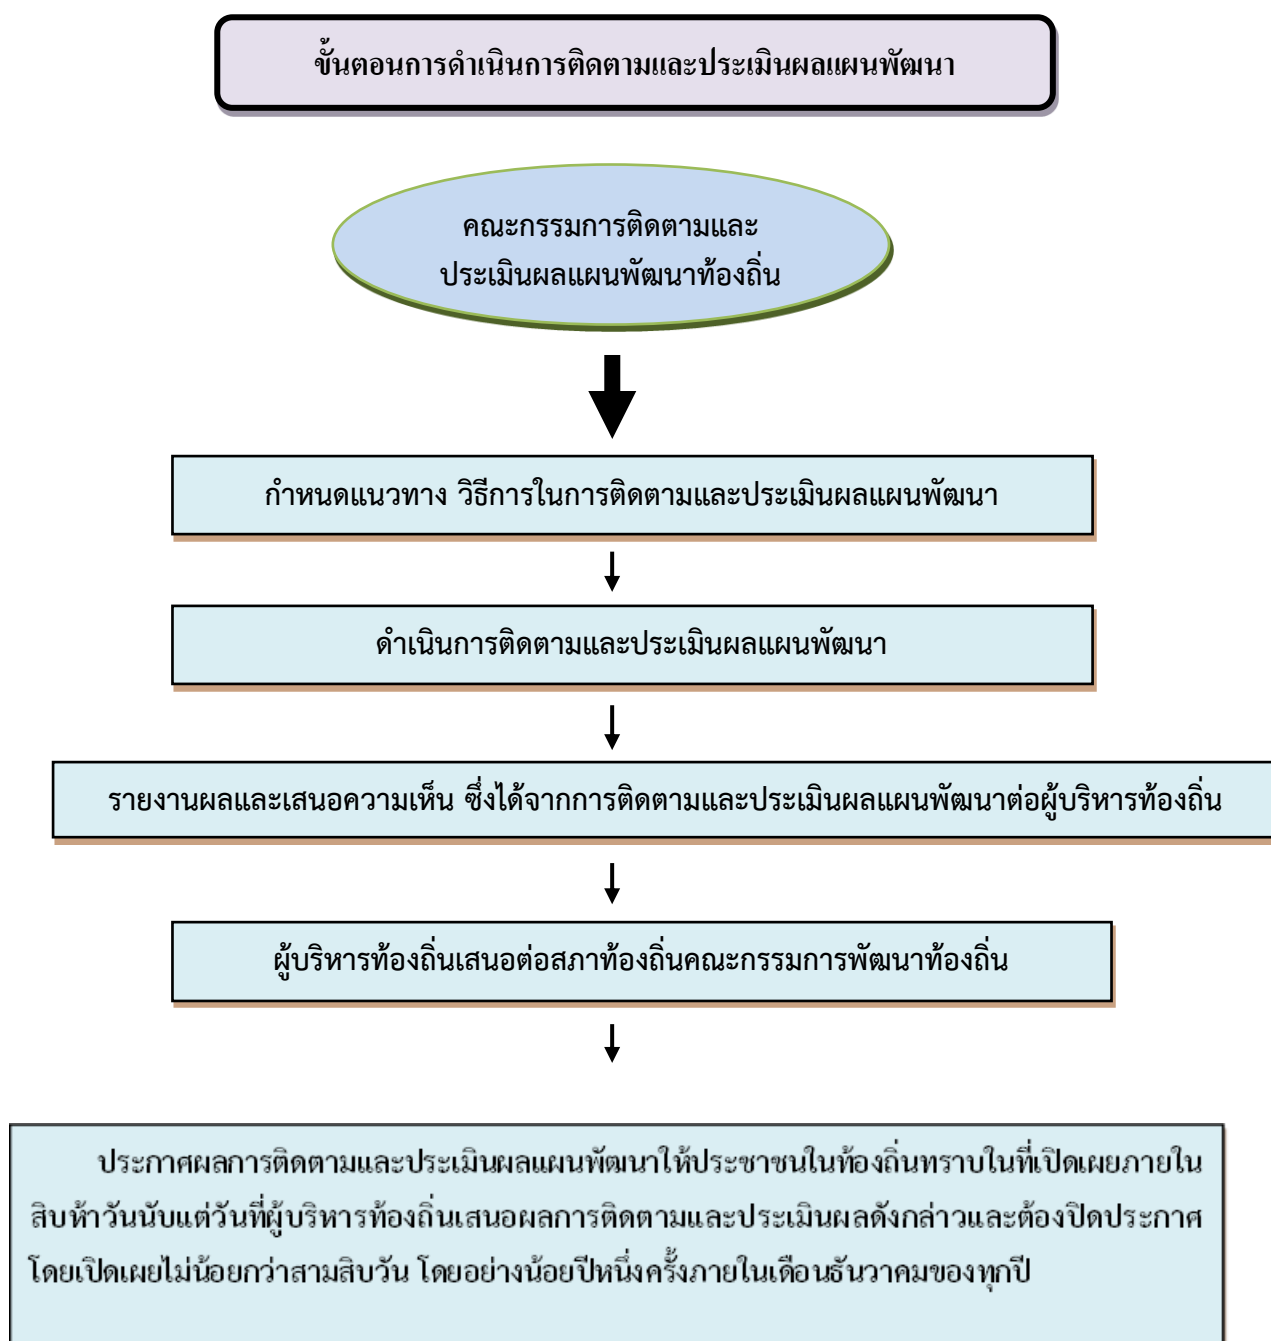 ขั้นตอนการดำเนินการติดตามและประเมินผลแผนพัฒนา
คณะกรรมการติดตามและ
ประเมินผลแผนพัฒนาท้องถิ่น
กำหนดแนวทาง วิธีการในการติดตามและประเมินผลแผนพัฒนา
ดำเนินการติดตามและประเมินผลแผนพัฒนา
รายงานผลและเสนอความเห็น ซึ่งได้จากการติดตามและประเมินผลแผนพัฒนาต่อผู้บริหารท้องถิ่น
ผู้บริหารท้องถิ่นเสนอต่อสภาท้องถิ่นคณะกรรมการพัฒนาท้องถิ่น
ประกาศผลการติดตามและประเมินผลแผนพัฒนาให้ประชาชนในท้องถิ่นทราบในที่เปิดเผยภายใน
สิบห้าวันนับแต่วันที่ผู้บริหารท้องถิ่นเสนอผลการติดตามและประเมินผลดังกล่าวและต้องปิดประกาศ
โดยเปิดเผยไม่น้อยกว่าสามสิบวัน โดยอย่างน้อยปีหนึ่งครั้งภายในเดือนธันวาคมของทุกปี